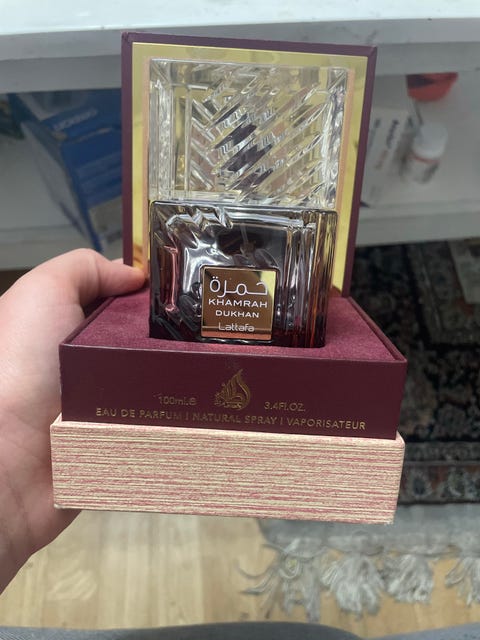 خمرة
KHAMRAH
DUKHAN
Lattafa
100mL℮ 3.4FL.OZ.
EAU DE PARFUM | NATURAL SPRAY | VAPORISATEUR